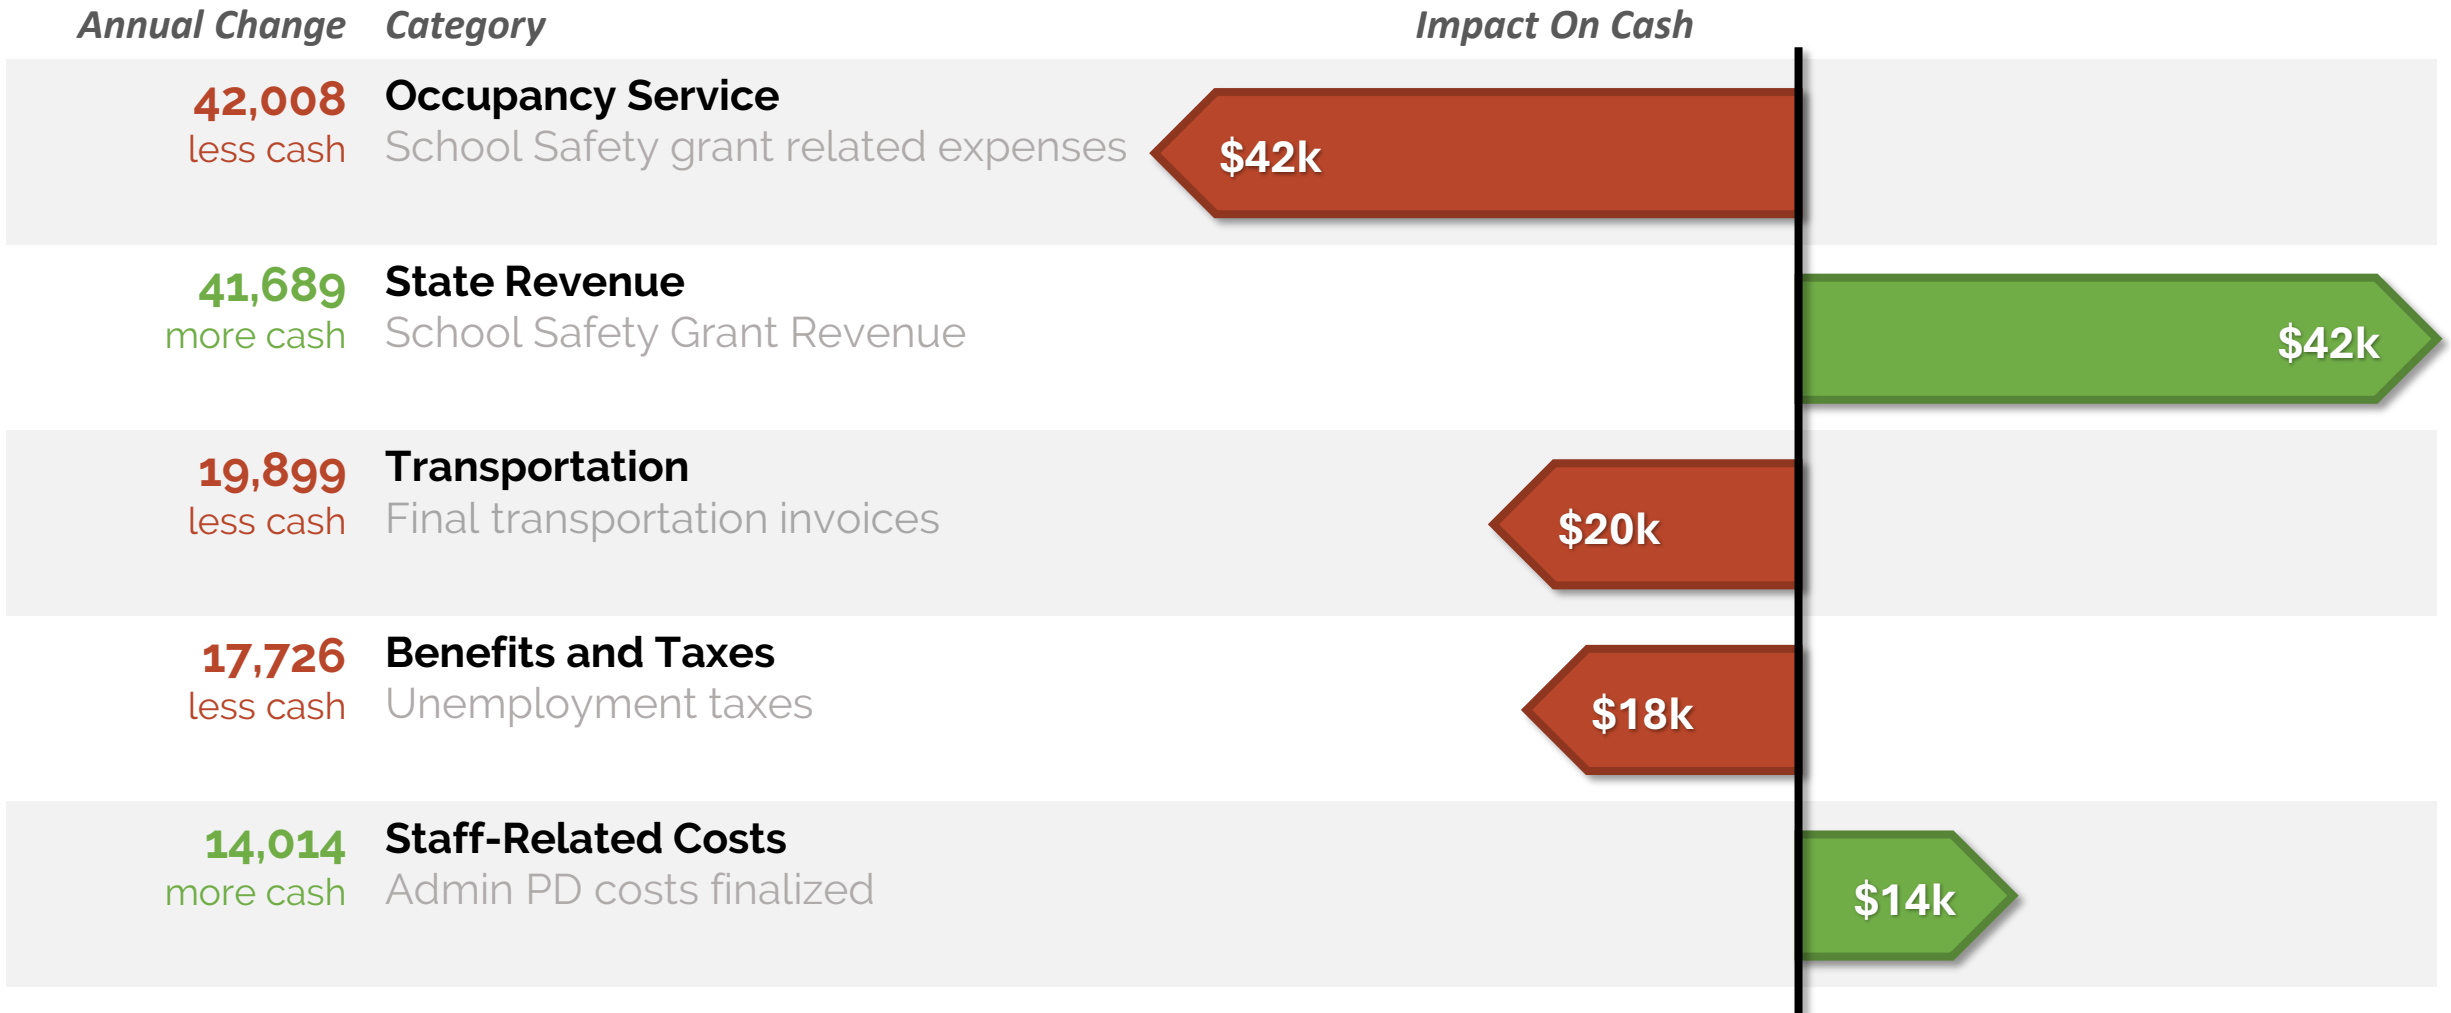 Annual Change Category Impact On Cash
42,008 Occupancy Service
less cash School Safety grant related expenses
$42k
41,689 State Revenue
more cash School Safety Grant Revenue
$42k
19,899 Transportation
less cash Final transportation invoices
$20k
17,726 Benefits and Taxes
less cash Unemployment taxes
$18k
14,014 Staff-Related Costs
more cash Admin PD costs finalized
$14k